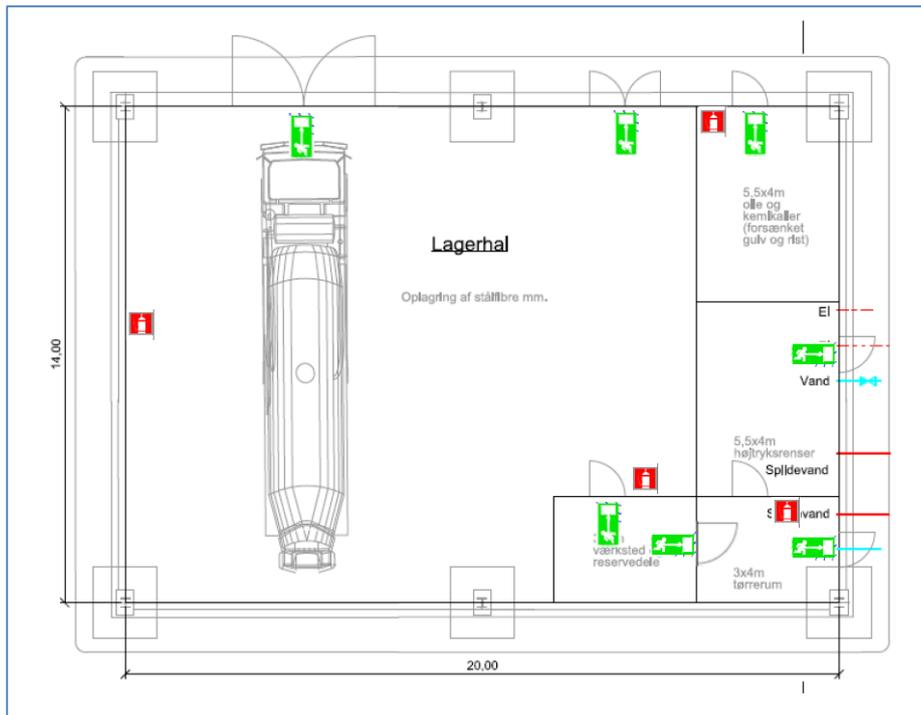 Lagerhal
Oplagring af stålfibre mm.
5,5x4m
olie og
kemikalier
(forsænket
gulv og rist)
El
Vand
5,5x4m
højtryksrenser
Spildevand
værksted
reservedele
3x4m
tørrerum
14,00
20,00